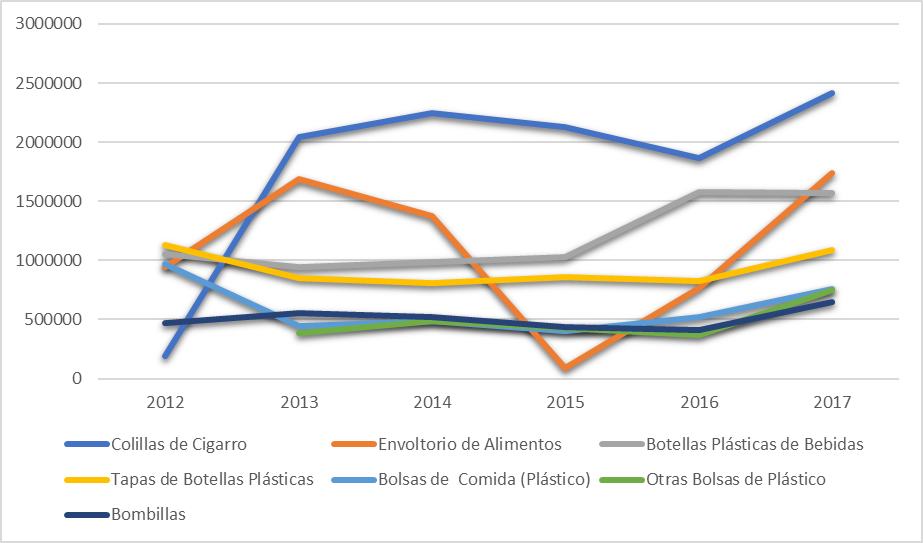 3000000
2500000
2000000
1500000
1000000
500000
0
2012 2013 2014 2015 2016 2017
Colillas de Cigarro Envoltorio de Alimentos Botellas Plásticas de Bebidas
Tapas de Botellas Plásticas Bolsas de  Comida (Plástico) Otras Bolsas de Plástico
Bombillas